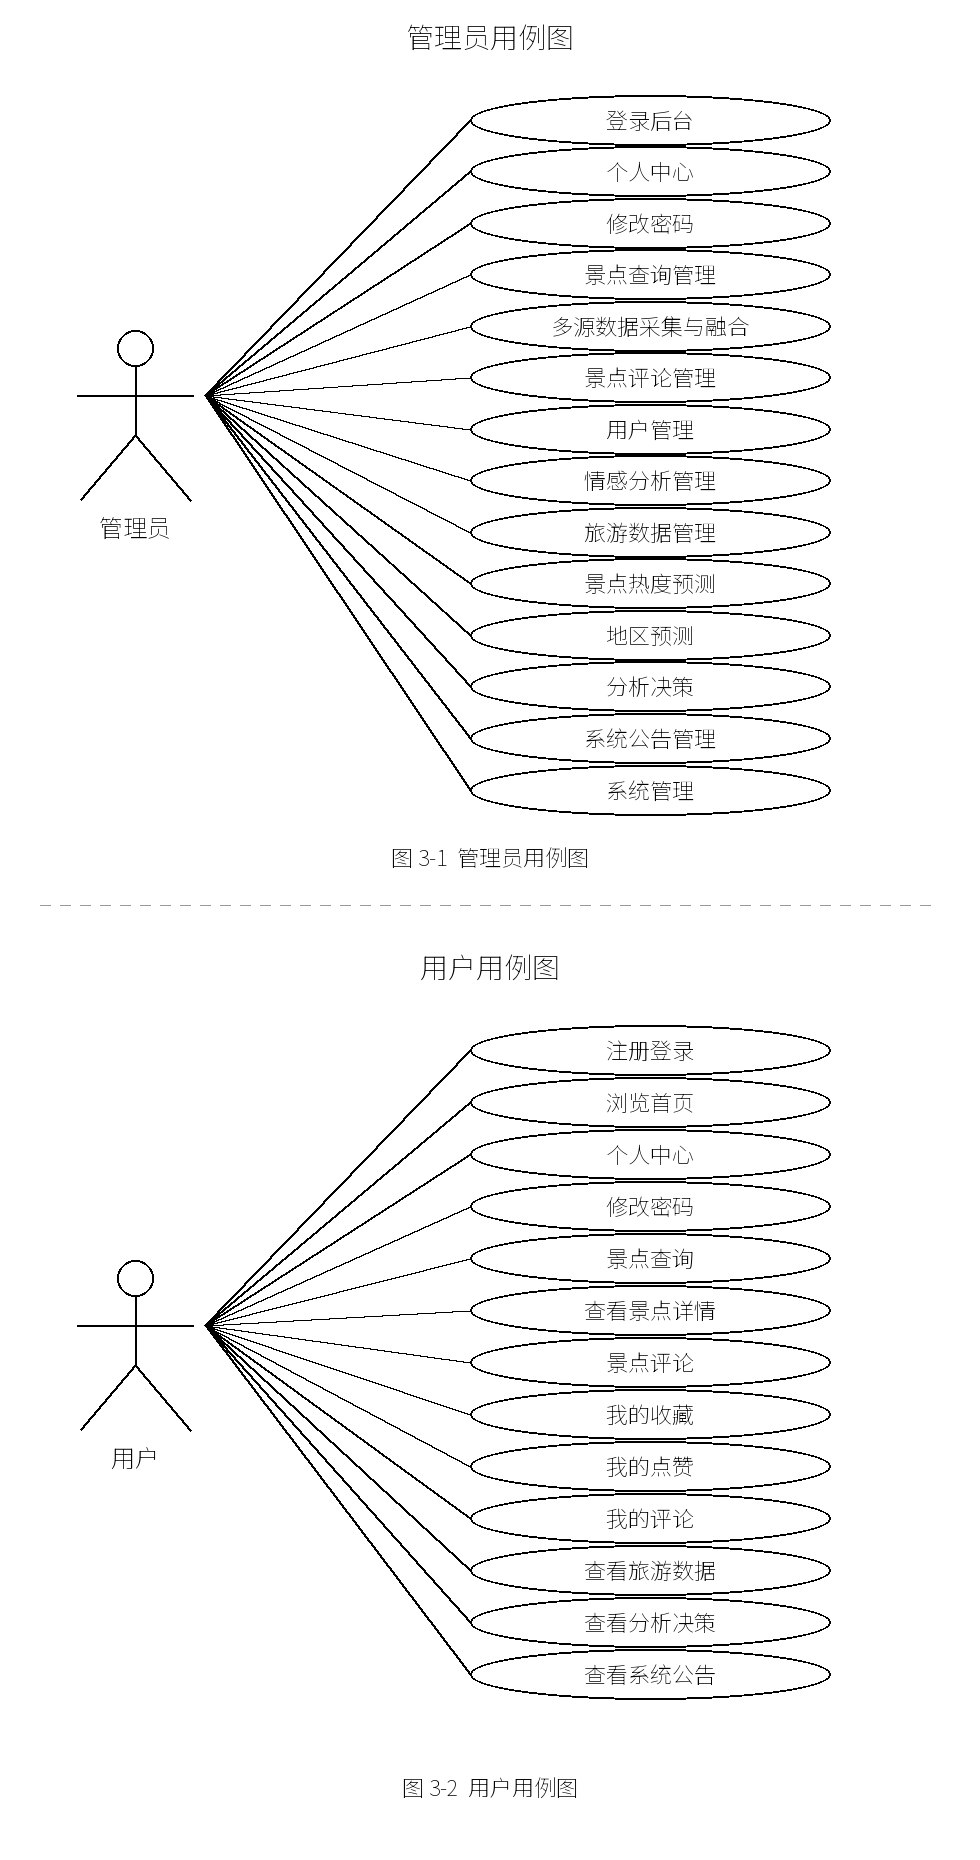 管理员用例图
登录后台
个人中心
修改密码
景点查询管理
多源数据采集与融合
景点评论管理
用户管理
情感分析管理
旅游数据管理
景点热度预测
地区预测
分析决策
系统公告管理
系统管理
管理员
图 3-1 管理员用例图
用户用例图
注册登录
浏览首页
个人中心
修改密码
景点查询
查看景点详情
景点评论
我的收藏
我的点赞
我的评论
查看旅游数据
查看分析决策
查看系统公告
用户
图 3-2 用户用例图